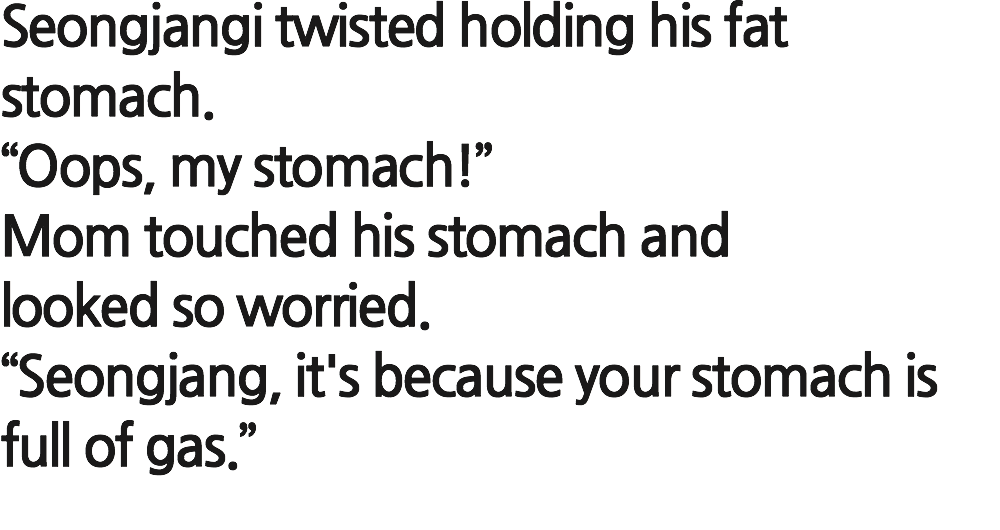 Seongjangi twisted holding his fat
stomach.
“Oops, my stomach!”
Mom touched his stomach and
looked so worried.
“Seongjang, it's because your stomach is
full of gas.”